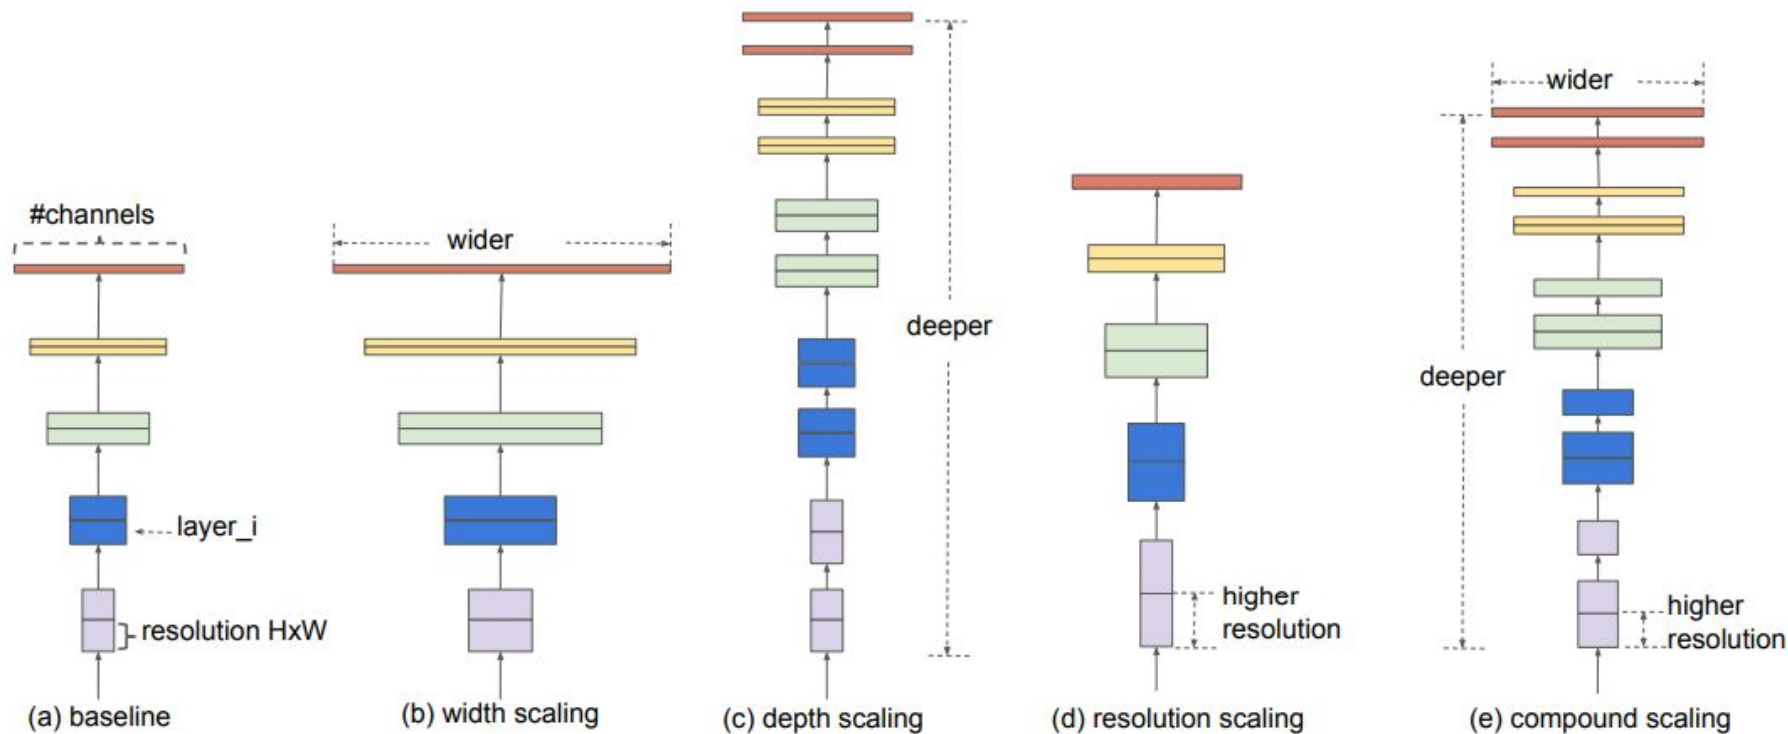 #channels
layer_i
resolution HxW
(a) baseline
wider
(b) width scaling
deeper
(c) depth scaling
higher
resolution
(d) resolution scaling
wider
deeper
higher
resolution
(e) compound scaling